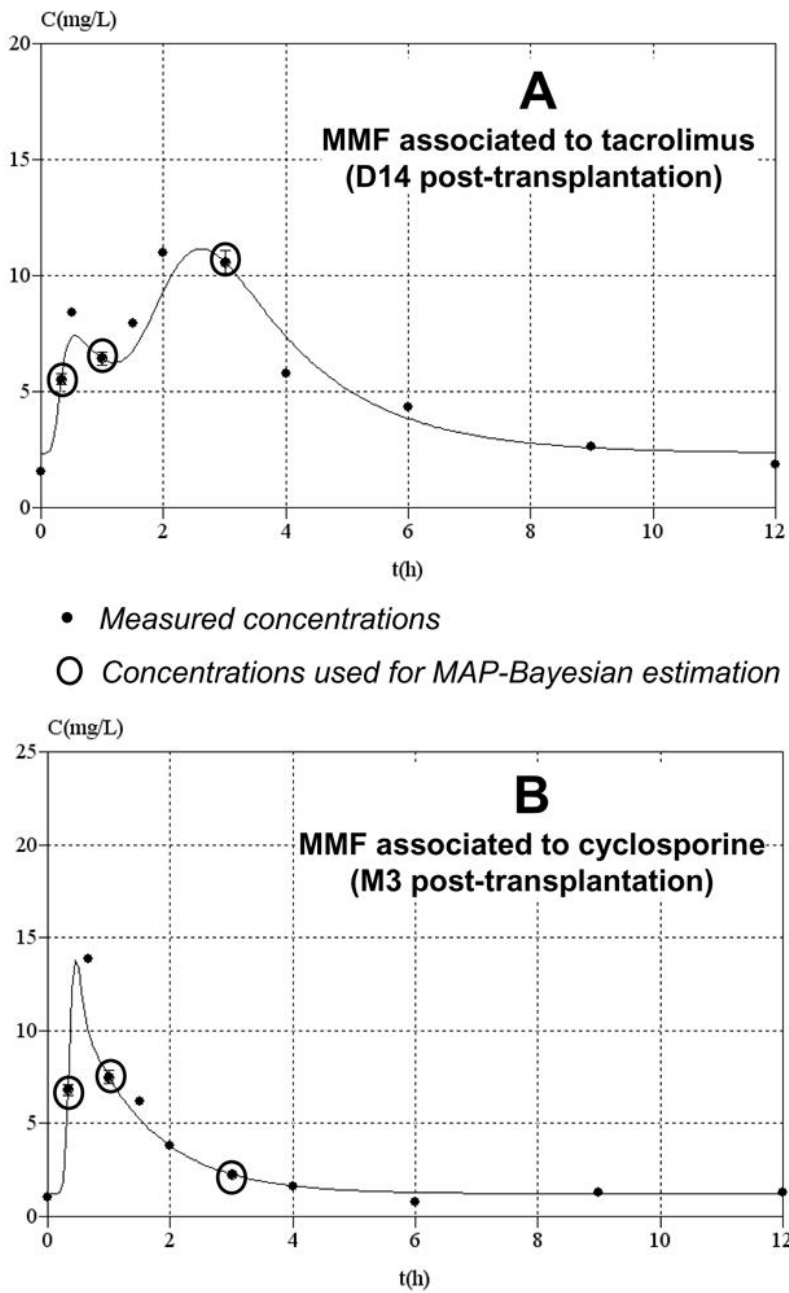 C(mg/L)
20
15
10
5
0
0 2 4 6 8 10 12
t(h)
A
MMF associated to tacrolimus
(D14 post-transplantation)
Measured concentrations
Concentrations used for MAP-Bayesian estimation
C(mg/L)
25
20
15
10
5
0
0 2 4 6 8 10 12
t(h)
B
MMF associated to cyclosporine
(M3 post-transplantation)